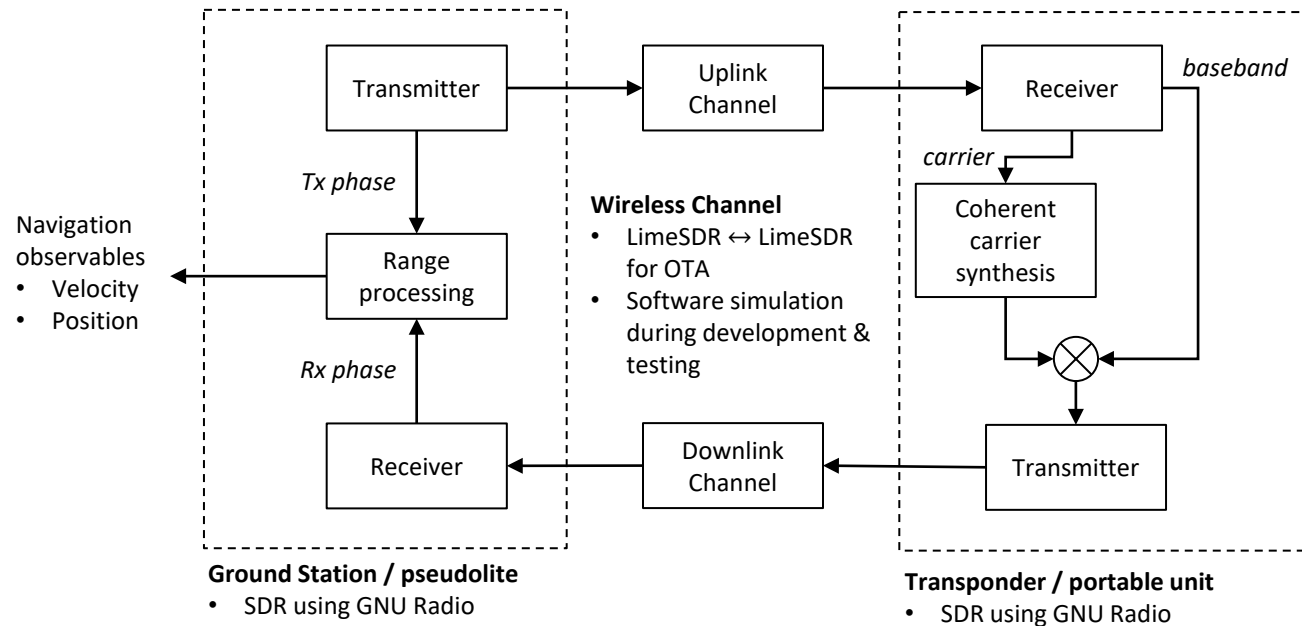 Transmitter
Uplink
Channel
Receiver
baseband
carrier
Tx phase
Coherent
carrier
synthesis
Navigation
observables
• Velocity
• Position
Range
processing
Wireless Channel
• LimeSDR ↔ LimeSDR
for OTA
• Software simulation
during development &
testing
Rx phase
Receiver
Downlink
Channel
Transmitter
Ground Station / pseudolite
• SDR using GNU Radio
Transponder / portable unit
• SDR using GNU Radio